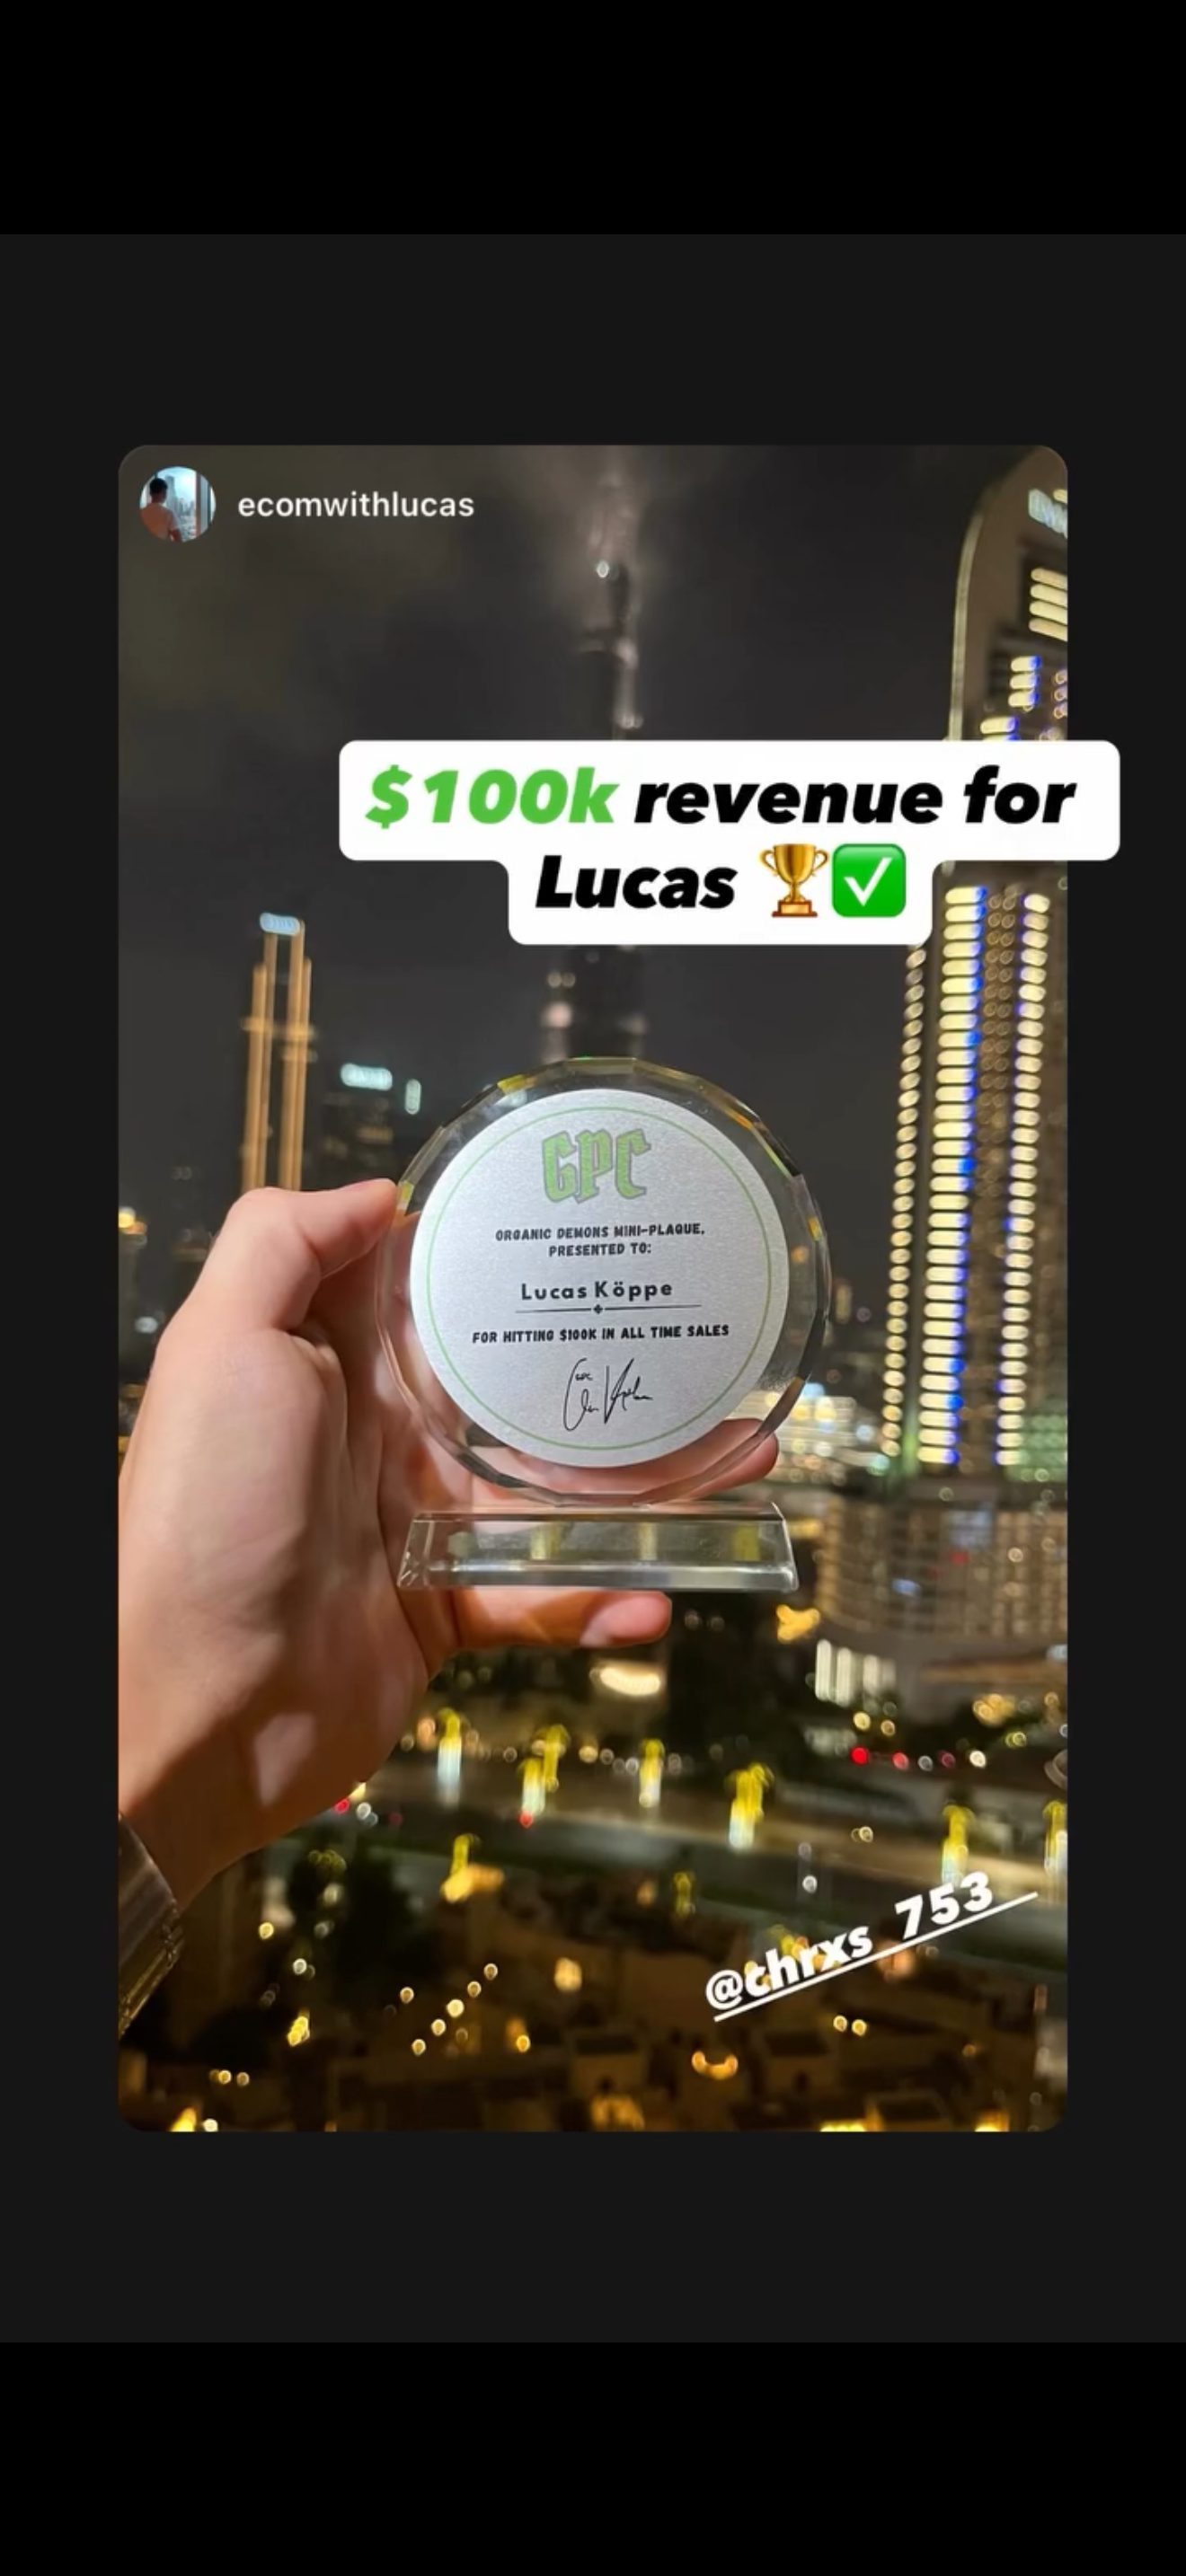 ecomwithlucas
$100k revenue for
Lucas 🏆✅
GPC
ORGANIC DEMONS MINI-PLAQUE,
PRESENTED TO:
Lucas Köppe
FOR HITTING $100K IN ALL TIME SALES
@chrxs_753_